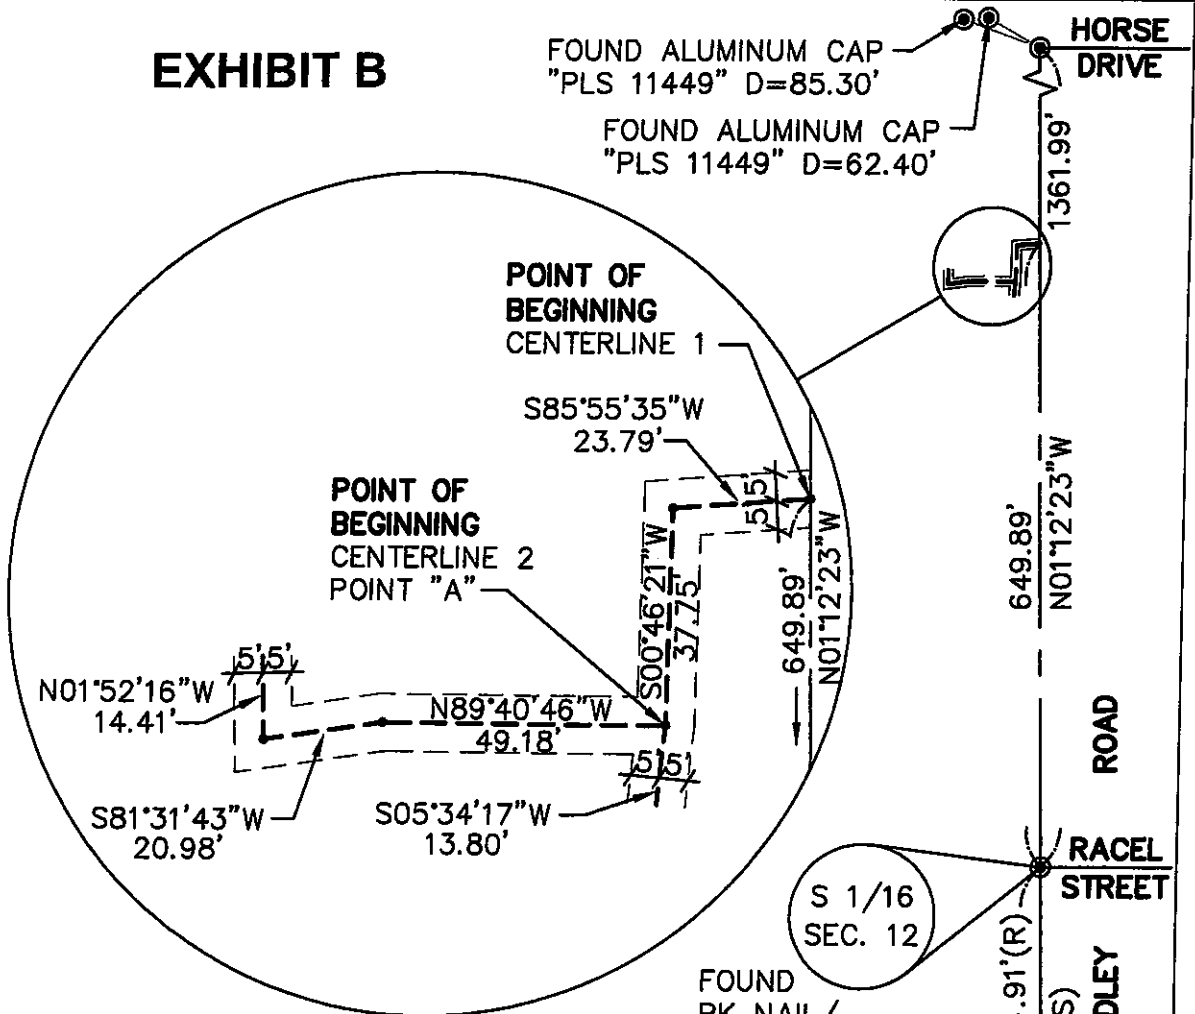 EXHIBIT B
FOUND ALUMINUM CAP
"PLS 11449" D=85.30'
FOUND ALUMINUM CAP
"PLS 11449" D=62.40'
HORSE
DRIVE
1361.99'
POINT OF
BEGINNING
CENTERLINE 1
S85°55'35"W
23.79'
5'
5'
POINT OF
BEGINNING
CENTERLINE 2
POINT "A"
S00°46'21"W
37.75'
649.89'
N01°12'23"W
649.89'
N01°12'23"W
5'
5'
N01°52'16"W
14.41'
N89°40'46"W
49.18'
5'
5'
S81°31'43"W
20.98'
S05°34'17"W
13.80'
ROAD
RACEL
STREET
S 1/16
SEC. 12
FOUND
.91'(R)
S)
DLEY